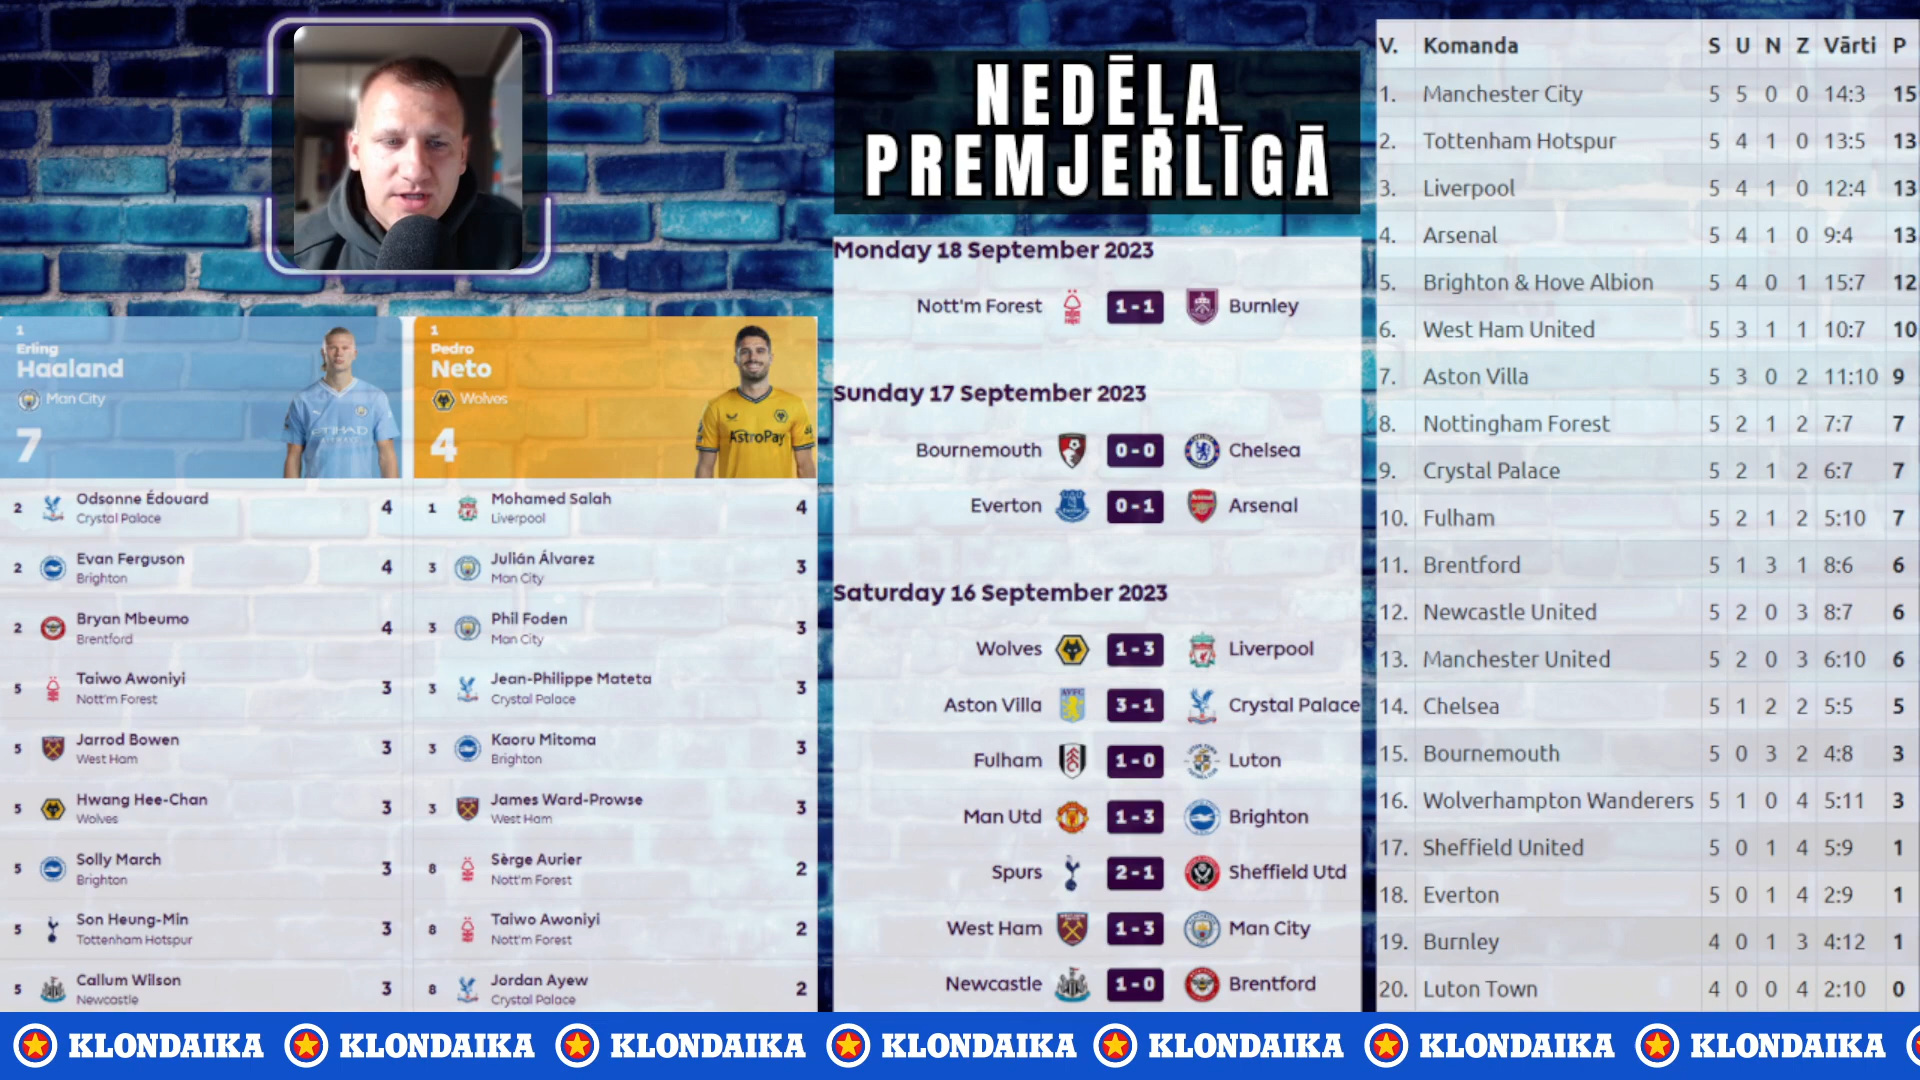 NEDĒĻA
PREMJERLĪGĀ
1
Erling
Haaland
Man City
7
ETIHAD
2 Odsonne Édouard 4
Crystal Palace
2 Evan Ferguson 4
Brighton
2 Bryan Mbeumo 4
Brentford
5 Taiwo Awoniyi 3
Nott'm Forest
5 Jarrod Bowen 3
West Ham
5 Hwang Hee-Chan 3
Wolves
5 Solly March 3
Brighton
5 Son Heung-Min 3
Tottenham Hotspur
5 Callum Wilson 3
Newcastle
1
Pedro
Neto
Wolves
4
AstroPay
1 Mohamed Salah 4
Liverpool
3 Julián Álvarez 3
Man City
3 Phil Foden 3
Man City
3 Jean-Philippe Mateta 3
Crystal Palace
3 Kaoru Mitoma 3
Brighton
3 James Ward-Prowse 3
West Ham
8 Sèrge Aurier 2
Nott'm Forest
8 Taiwo Awoniyi 2
Nott'm Forest
8 Jordan Ayew 2
Crystal Palace
Monday 18 September 2023
Nott'm Forest 1 - 1 Burnley
Sunday 17 September 2023
Bournemouth 0 - 0 Chelsea
Everton 0 - 1 Arsenal
Saturday 16 September 2023
Wolves 1 - 3 Liverpool
Aston Villa 3 - 1 Crystal Palace
Fulham 1 - 0 Luton
Man Utd 1 - 3 Brighton
Spurs 2 - 1 Sheffield Utd
West Ham 1 - 3 Man City
Newcastle 1 - 0 Brentford
V. Komanda S U N Z Vārti P
1. Manchester City 5 5 0 0 14:3 15
2. Tottenham Hotspur 5 4 1 0 13:5 13
3. Liverpool 5 4 1 0 12:4 13
4. Arsenal 5 4 1 0 9:4 13
5. Brighton & Hove Albion 5 4 0 1 15:7 12
6. West Ham United 5 3 1 1 10:7 10
7. Aston Villa 5 3 0 2 11:10 9
8. Nottingham Forest 5 2 1 2 7:7 7
9. Crystal Palace 5 2 1 2 6:7 7
10. Fulham 5 2 1 2 5:10 7
11. Brentford 5 1 3 1 8:6 6
12. Newcastle United 5 2 0 3 8:7 6
13. Manchester United 5 2 0 3 6:10 6
14. Chelsea 5 1 2 2 5:5 5
15. Bournemouth 5 0 3 2 4:8 3
16. Wolverhampton Wanderers 5 1 0 4 5:11 3
17. Sheffield United 5 0 1 4 5:9 1
18. Everton 5 0 1 4 2:9 1
19. Burnley 4 0 1 3 4:12 1
20. Luton Town 4 0 0 4 2:10 0
KLONDAIKA KLONDAIKA KLONDAIKA KLONDAIKA KLONDAIKA KLONDAIKA KLONDAIKA